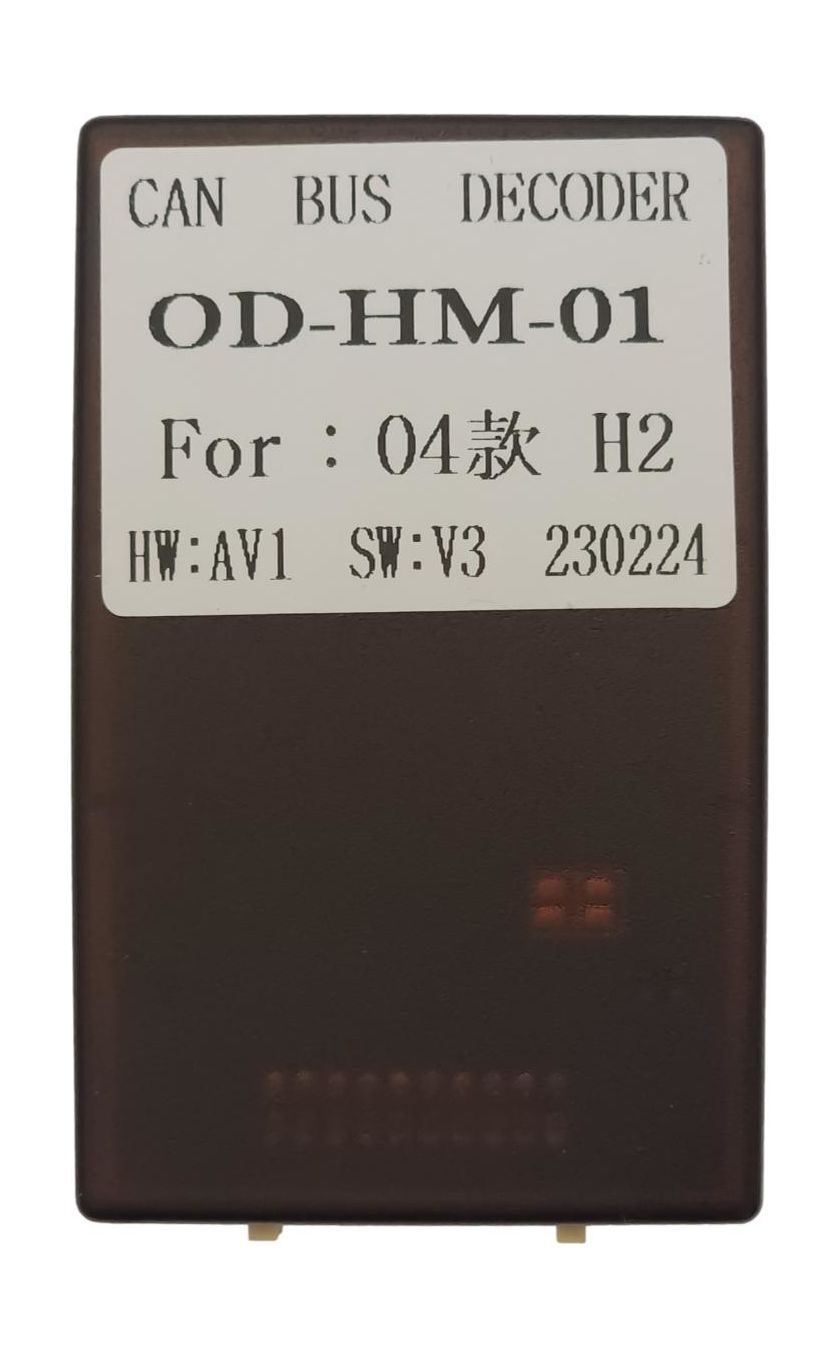 CAN BUS DECODER
OD-HM-01
For：04款 H2
HW:AV1 SW:V3 230224